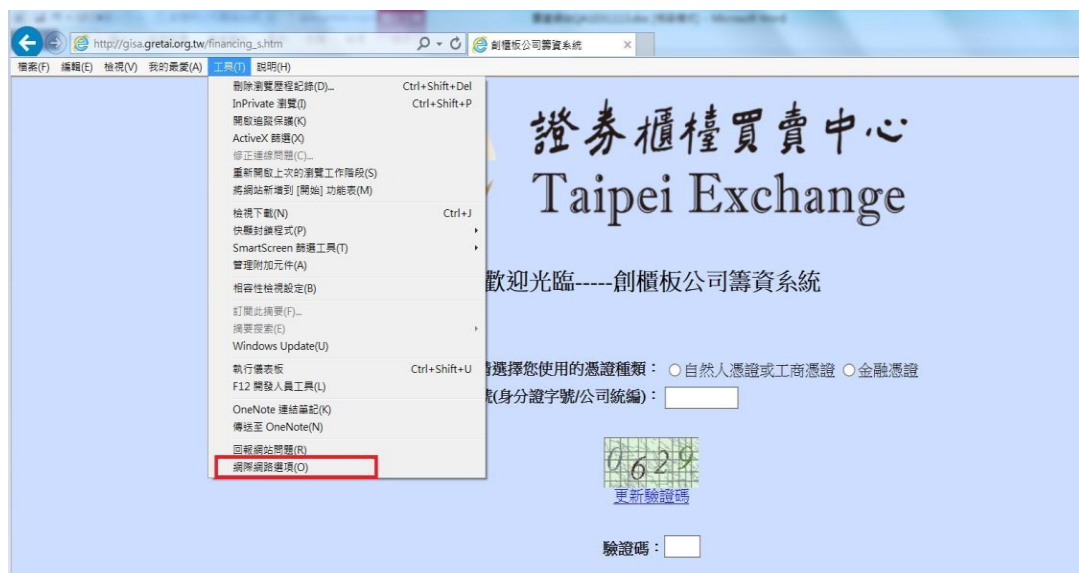 http://gisa.gretai.org.tw/financing_s.htm
創櫃板公司籌資系統
檔案(F) 編輯(E) 檢視(V) 我的最愛(A) 工具(T) 說明(H)
刪除瀏覽歷程記錄(D)... Ctrl+Shift+Del
InPrivate 瀏覽(I) Ctrl+Shift+P
開啟追蹤保護(K)
ActiveX 篩選(X)
修正連線問題(C)...
重新開啟上次的瀏覽工作階段(S)
將網站新增到 [開始] 功能表(M)
檢視下載(N) Ctrl+J
快顯封鎖程式(P)
SmartScreen 篩選工具(T)
管理附加元件(A)
相容性檢視設定(B)
訂閱此摘要(F)...
摘要探索(E)
Windows Update(U)
執行儀表板 Ctrl+Shift+U
F12 開發人員工具(L)
OneNote 連結筆記(K)
傳送至 OneNote(N)
回報網站問題(R)
網際網路選項(O)
證券櫃檯買賣中心
Taipei Exchange
歡迎光臨-----創櫃板公司籌資系統
選擇您使用的憑證種類： 自然人憑證或工商憑證 金融憑證
(身分證字號/公司統編)：
0629
更新驗證碼
驗證碼：